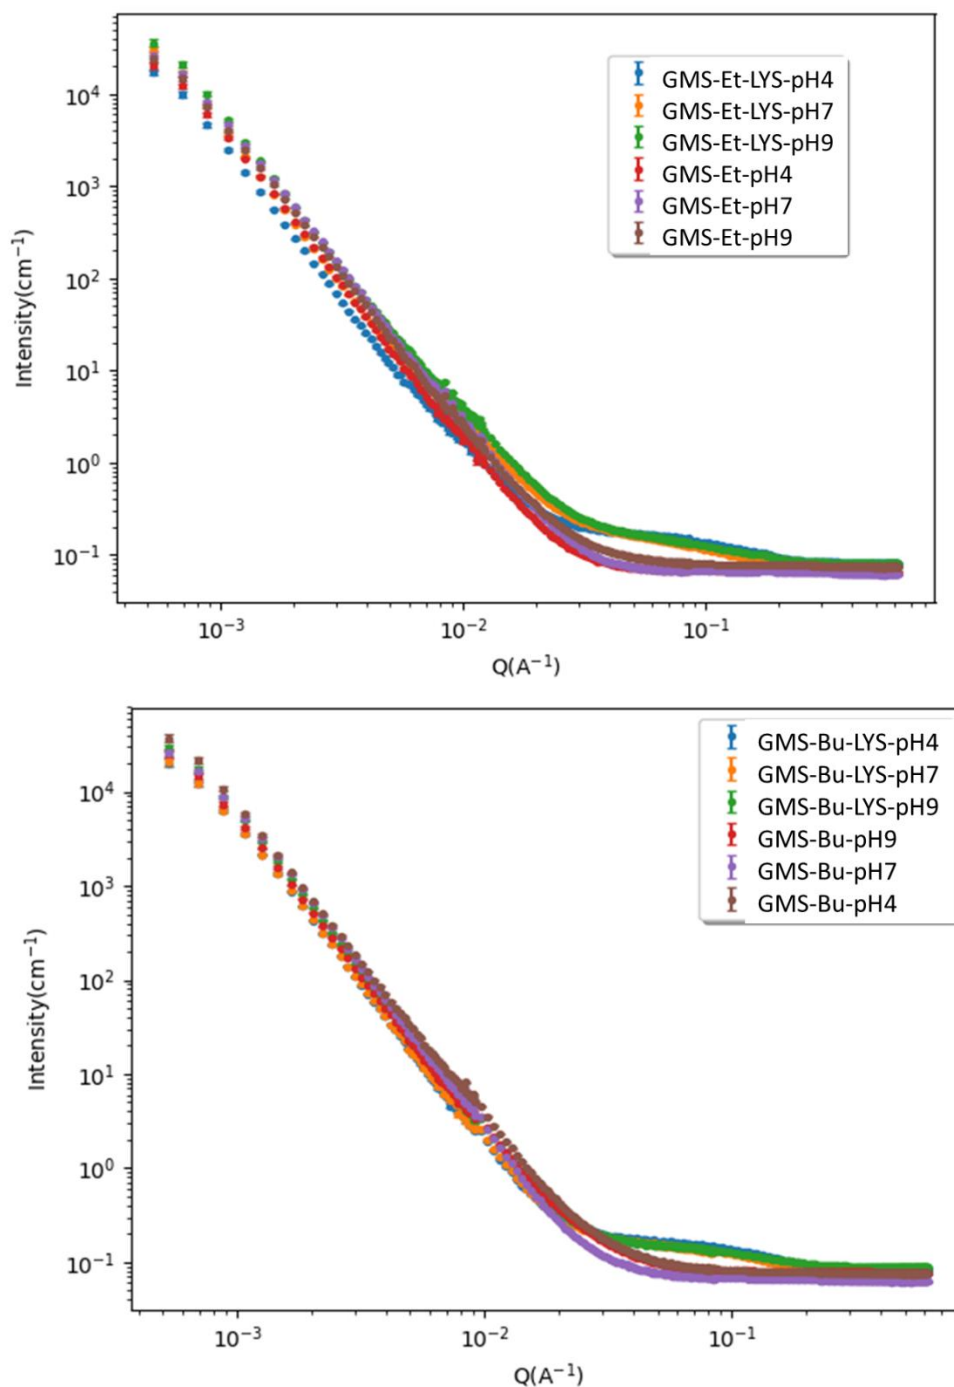 10⁴
10³
10²
10¹
10⁰
10⁻¹
Intensity(cm⁻¹)
GMS-Et-LYS-pH4
GMS-Et-LYS-pH7
GMS-Et-LYS-pH9
GMS-Et-pH4
GMS-Et-pH7
GMS-Et-pH9
10⁻³
10⁻²
10⁻¹
Q(A⁻¹)
10⁴
10³
10²
10¹
10⁰
10⁻¹
Intensity(cm⁻¹)
GMS-Bu-LYS-pH4
GMS-Bu-LYS-pH7
GMS-Bu-LYS-pH9
GMS-Bu-pH9
GMS-Bu-pH7
GMS-Bu-pH4
10⁻³
10⁻²
10⁻¹
Q(A⁻¹)